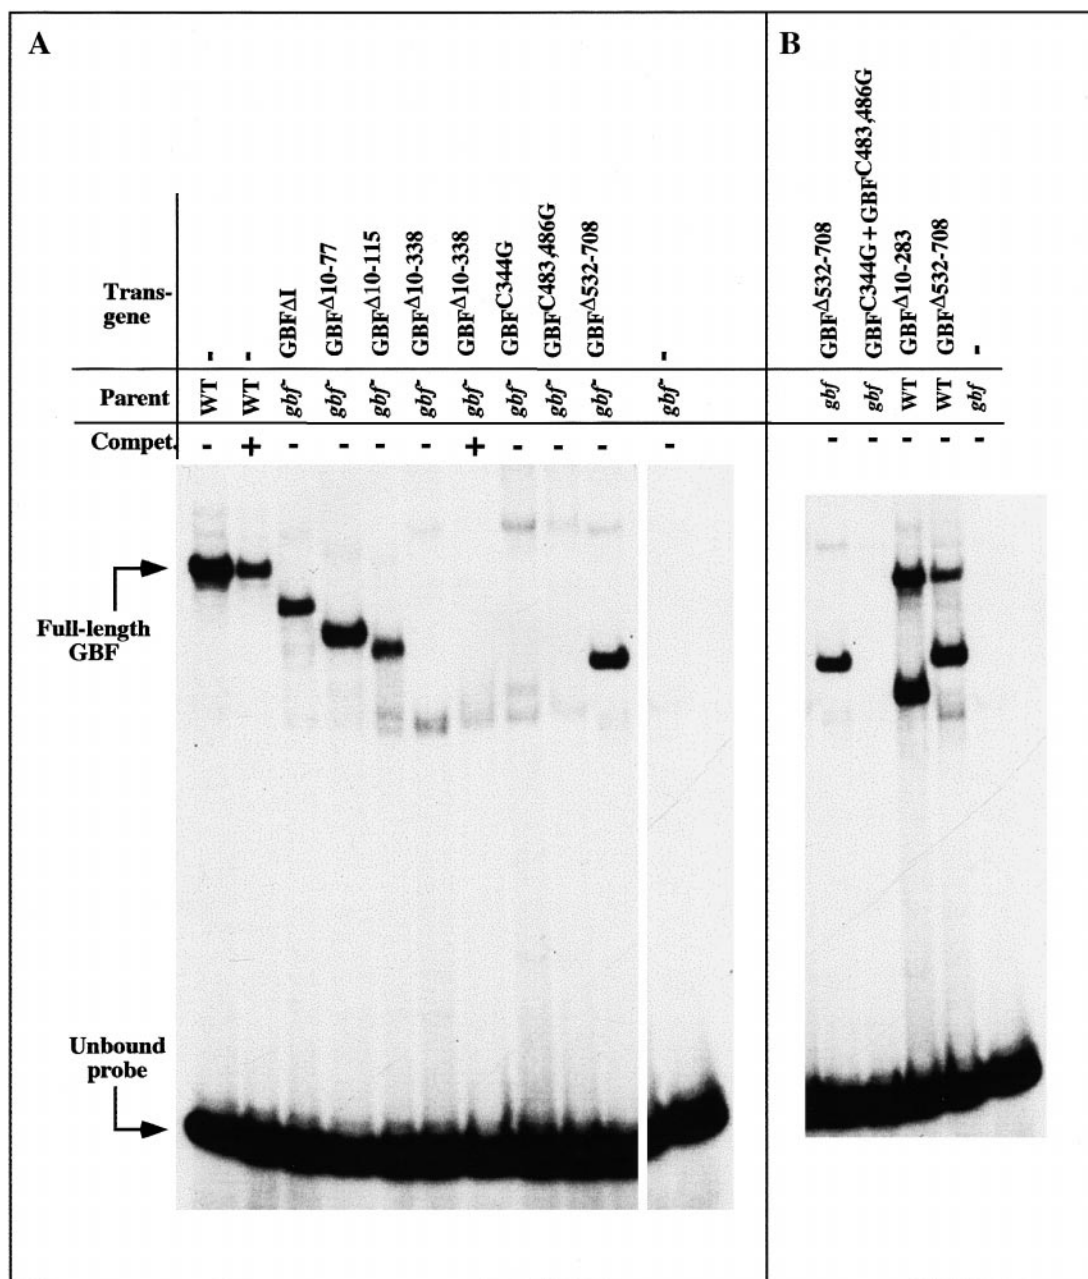 A
B
Trans-
gene
-
-
GBFΔI
GBFΔ10-77
GBFΔ10-115
GBFΔ10-338
GBFΔ10-338
GBFC344G
GBFC483,486G
GBFΔ532-708
-
GBFΔ532-708
GBFC344G+GBFC483,486G
GBFΔ10-283
GBFΔ532-708
-
Parent
WT
WT
gbf-
gbf-
gbf-
gbf-
gbf-
gbf-
gbf-
gbf-
gbf-
gbf
gbf
WT
WT
gbf
Compet.
- + - - - - + - - - -
- - - - -
Full-length
GBF
Unbound
probe